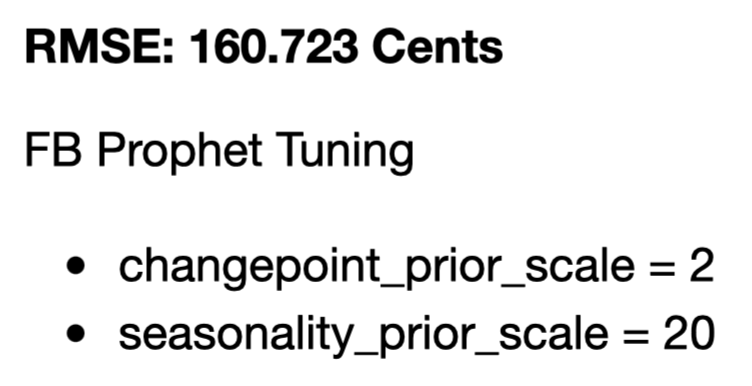 RMSE: 160.723 Cents
FB Prophet Tuning
• changepoint_prior_scale = 2
• seasonality_prior_scale = 20